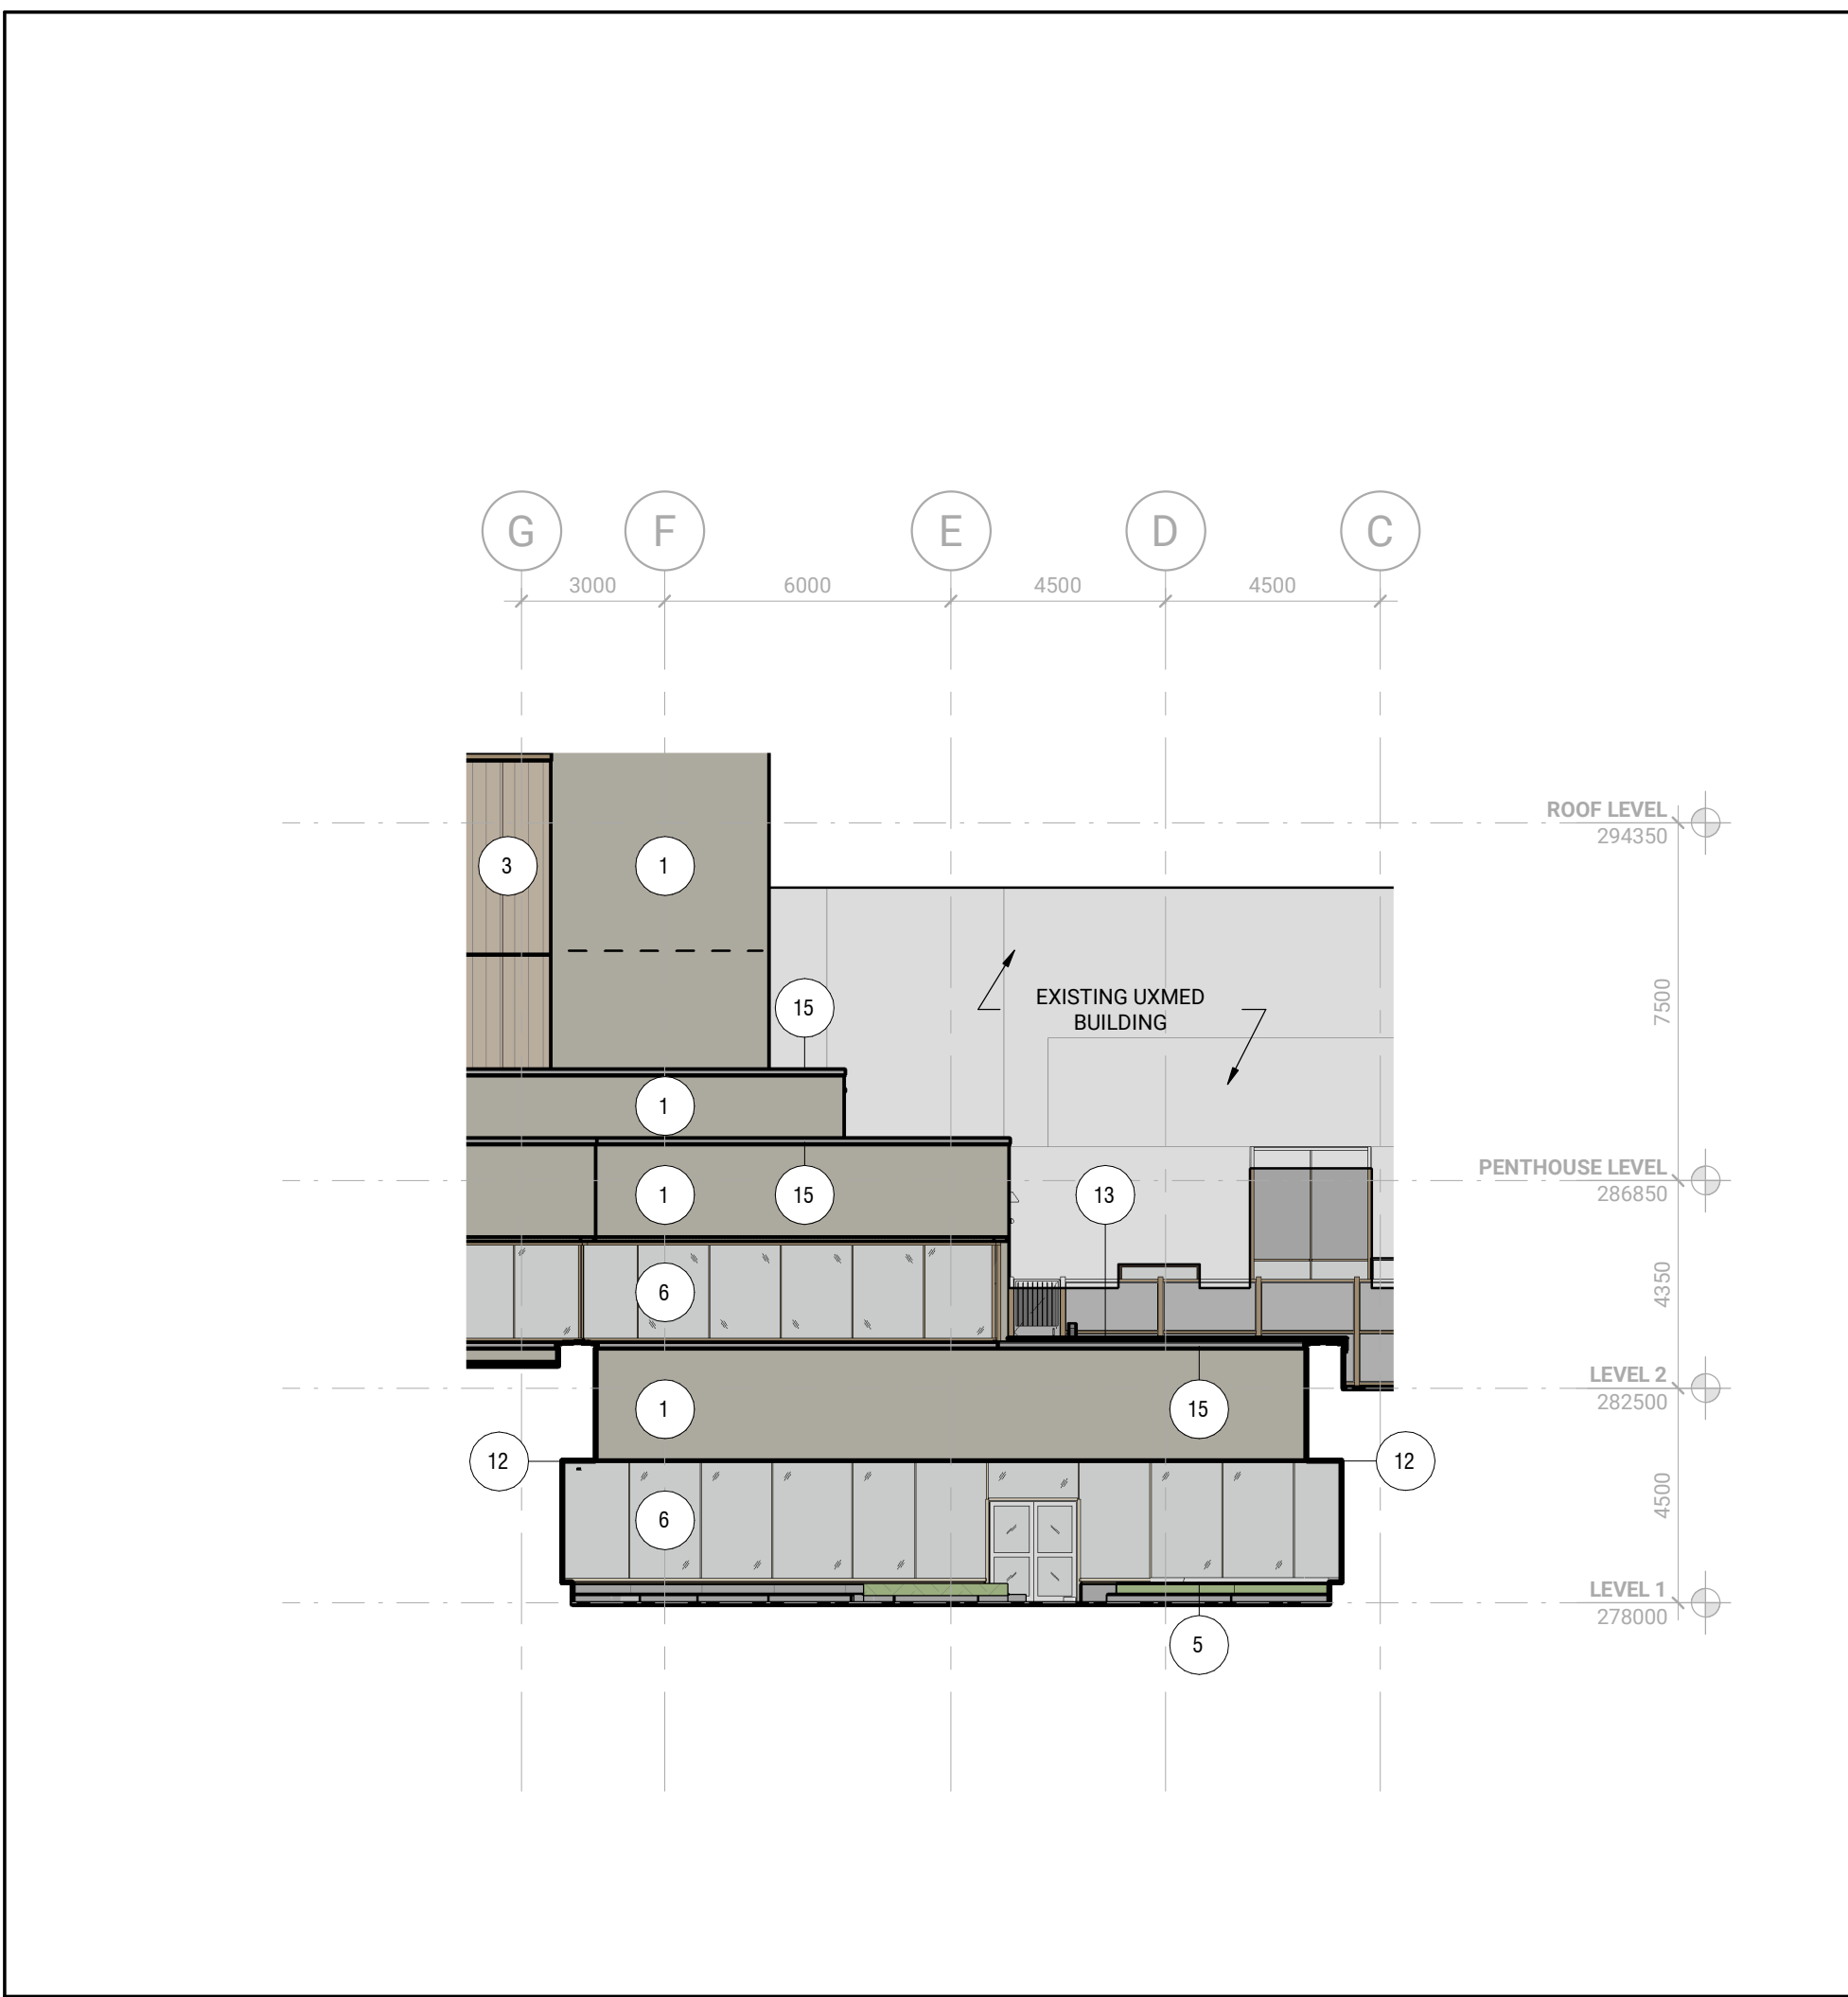 G F E D C
3000 6000 4500 4500
ROOF LEVEL
294350
3 1
7500
EXISTING UXMED
BUILDING
15
1
PENTHOUSE LEVEL
286850
1 15 13
4350
6
LEVEL 2
282500
1 15
12 12
4500
6
LEVEL 1
278000
5